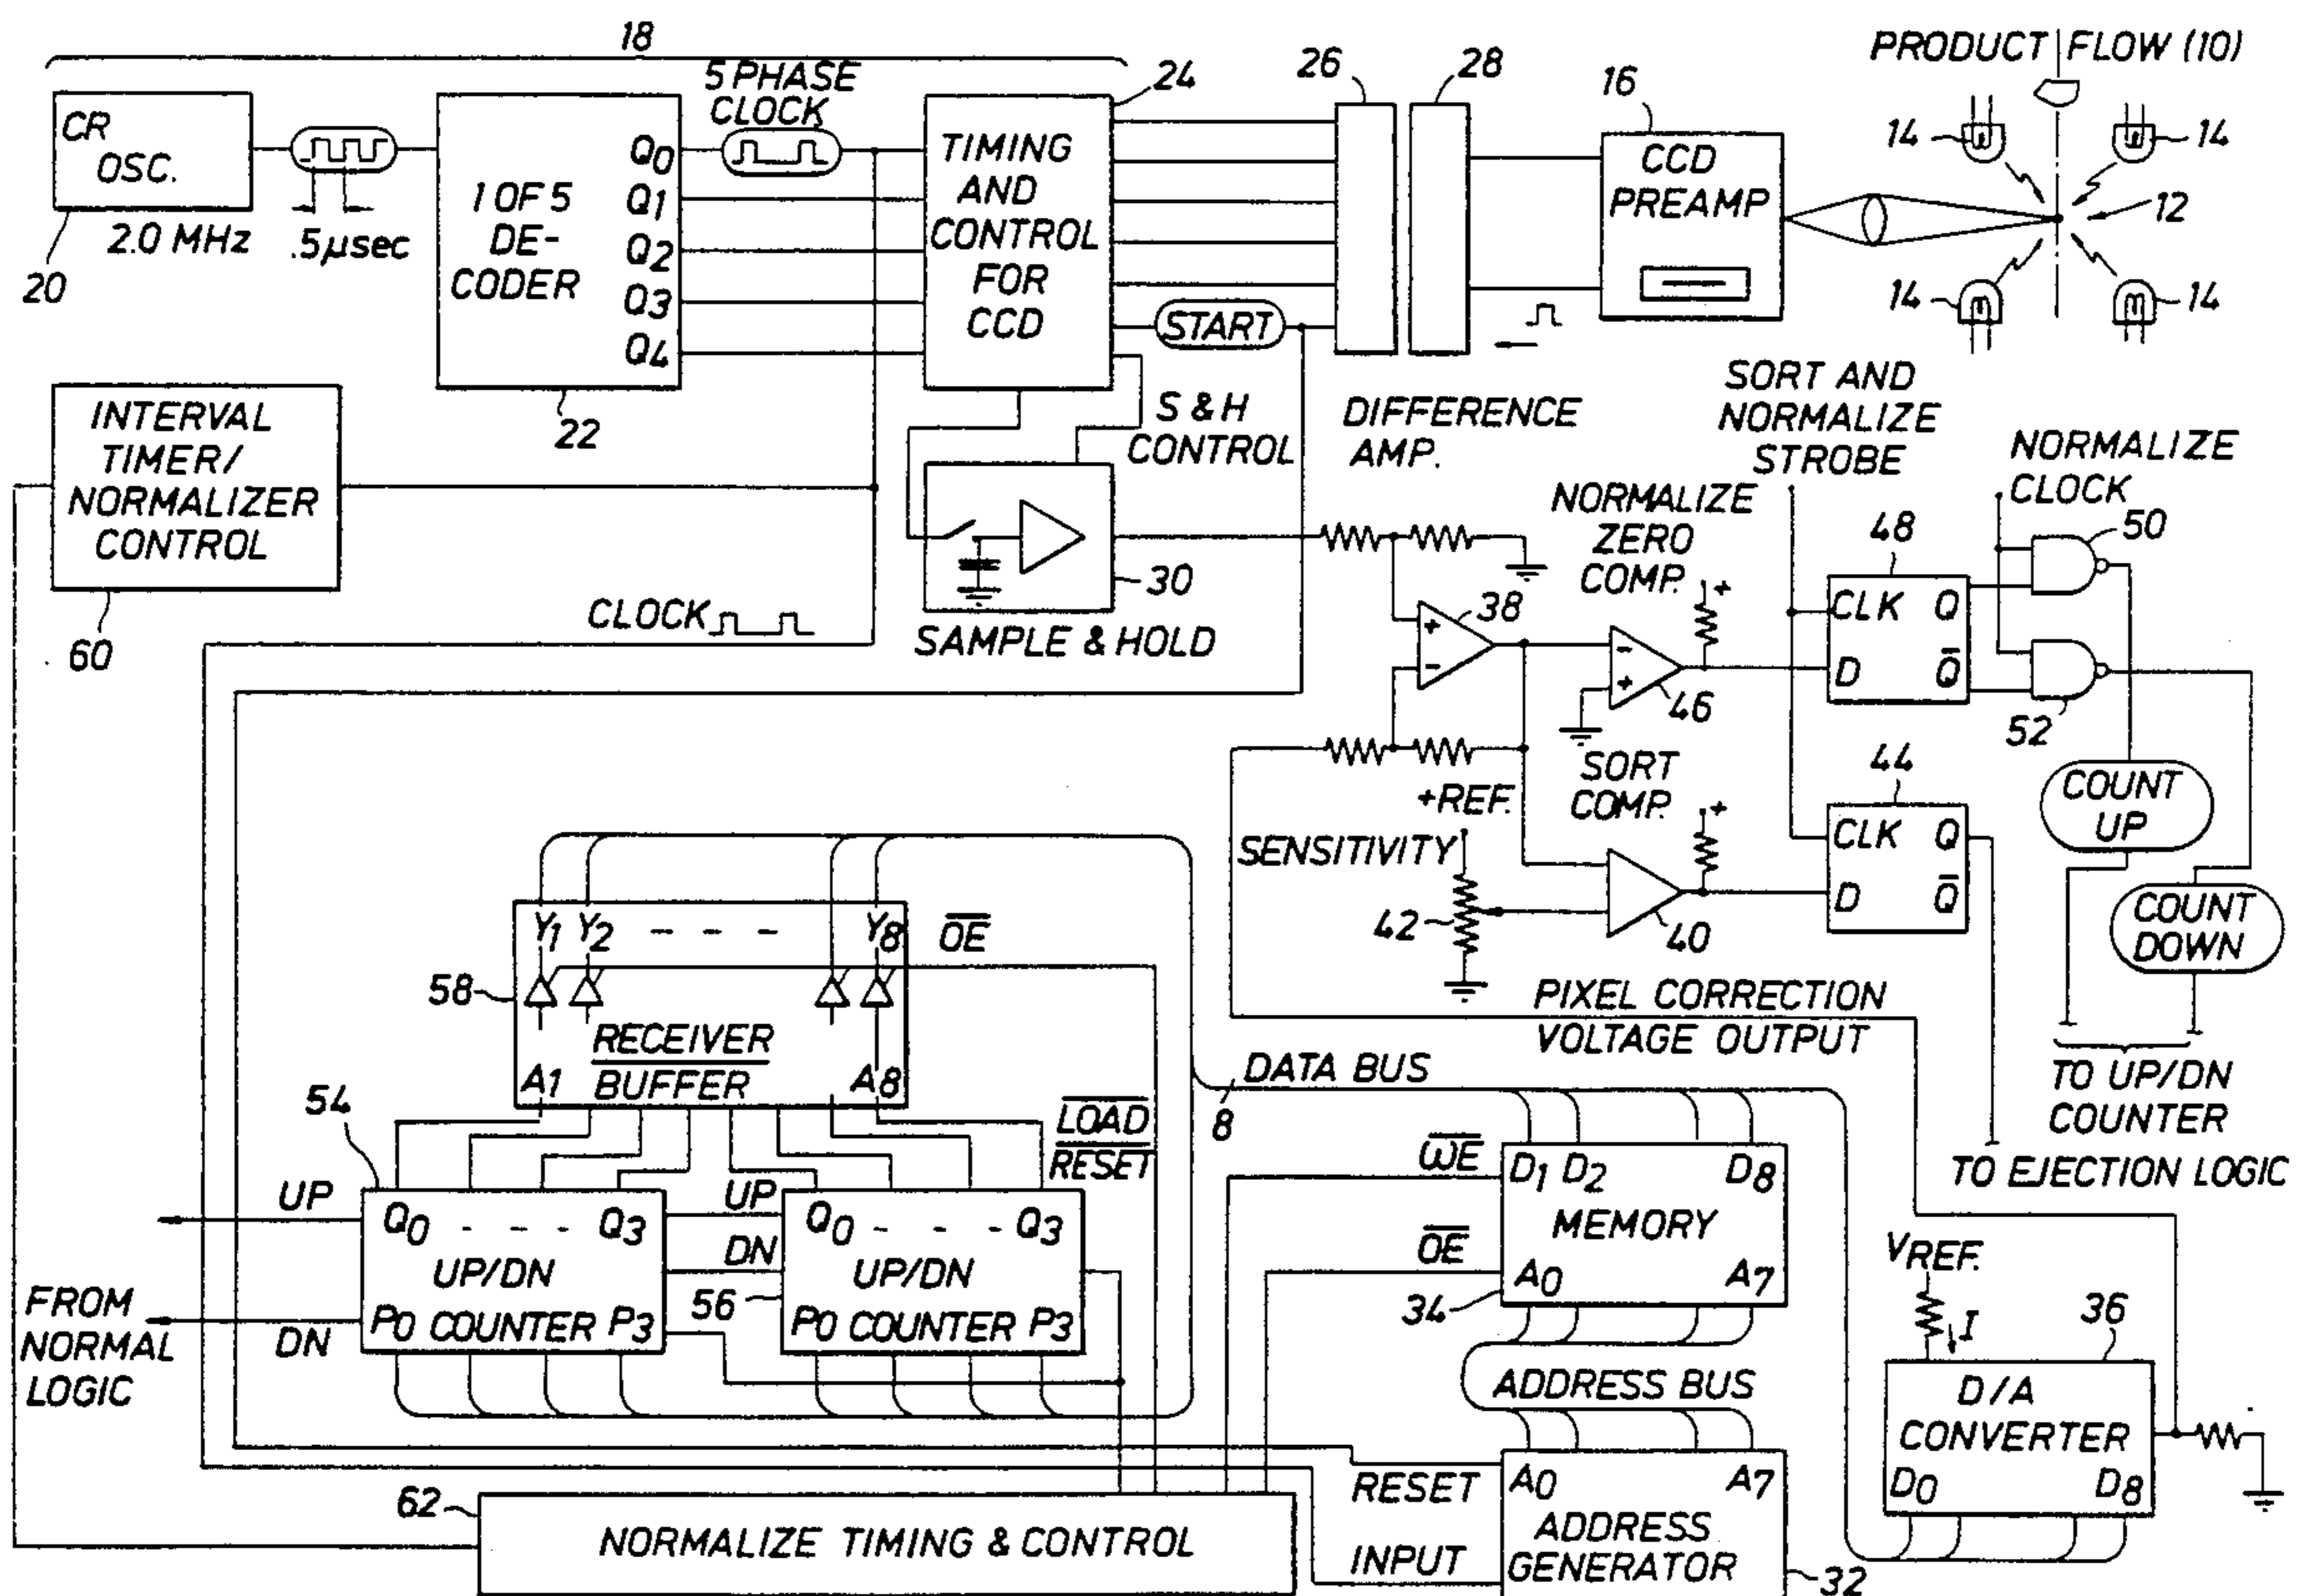 18
5 PHASE
CLOCK
24
26
28
16
PRODUCT FLOW (10)
CR
OSC.
20
2.0 MHz
.5μsec
1 OF 5
DE-
CODER
Q0
Q1
Q2
Q3
Q4
22
TIMING
AND
CONTROL
FOR
CCD
START
CCD
PREAMP
14
14
12
14
14
INTERVAL
TIMER/
NORMALIZER
CONTROL
60
S & H
CONTROL
DIFFERENCE
AMP.
SORT AND
NORMALIZE
STROBE
NORMALIZE
CLOCK
NORMALIZE
ZERO
COMP.
+
30
SAMPLE & HOLD
CLOCK
38
+
-
-
+
46
48
CLK Q
D Q̅
50
52
44
CLK Q
D Q̅
COUNT
UP
COUNT
DOWN
SORT
COMP.
+
+REF.
SENSITIVITY
42
40
PIXEL CORRECTION
VOLTAGE OUTPUT
TO UP/DN
COUNTER
TO EJECTION LOGIC
Y1 Y2 - - - Y8
O̅E̅
58
RECEIVER
BUFFER
A1 A8
54
L̅O̅A̅D̅
R̅E̅S̅E̅T̅
8
DATA BUS
UP
Q0 - - - Q3
UP/DN
P0 COUNTER P3
DN
FROM
NORMAL
LOGIC
UP
DN
56
Q0 - - - Q3
UP/DN
P0 COUNTER P3
W̅E̅
O̅E̅
D1 D2 D8
MEMORY
A0 A7
34
ADDRESS BUS
VREF.
I
36
D/A
CONVERTER
D0 D8
62
NORMALIZE TIMING & CONTROL
RESET
INPUT
A0 A7
ADDRESS
GENERATOR
32